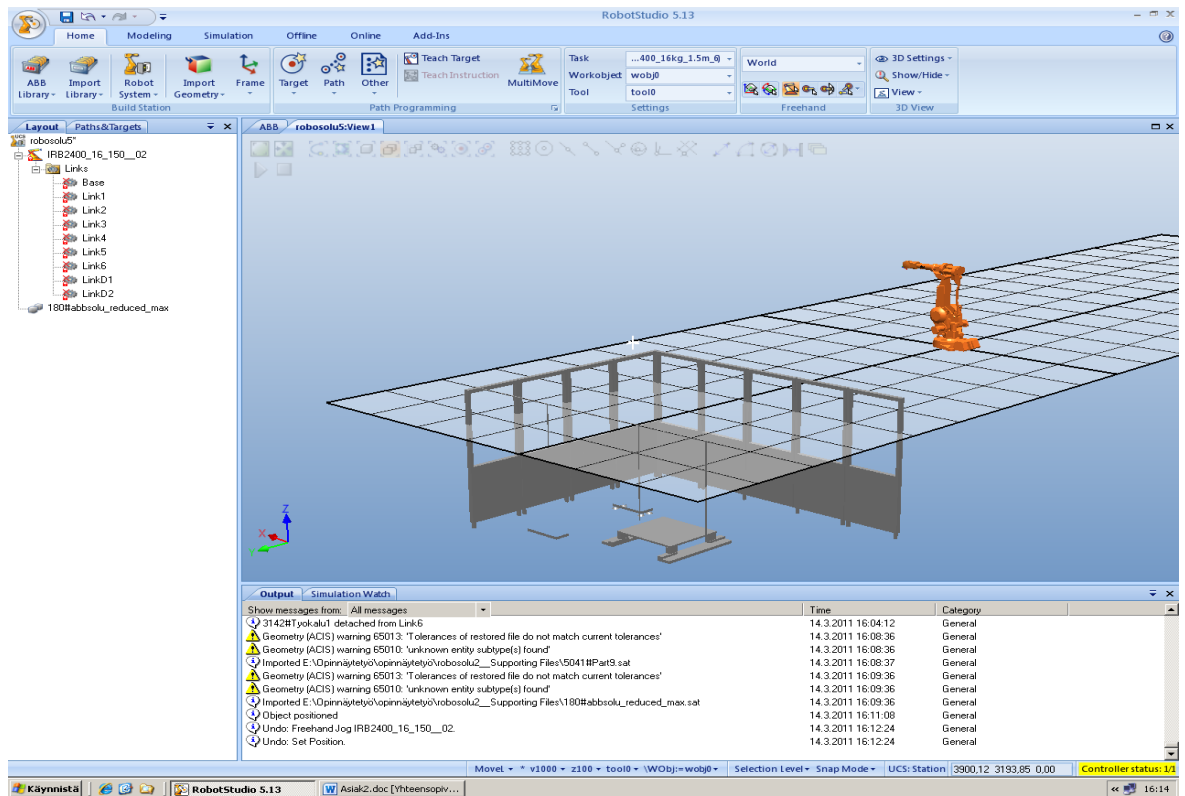 RobotStudio 5.13
Home Modeling Simulation Offline Online Add-Ins
ABB Library
Import Library
Robot System
Import Geometry
Frame
Build Station
Target
Path
Other
Teach Target
Teach Instruction
MultiMove
Path Programming
Task ...400_16kg_1.5m_6)
Workobject wobj0
Tool tool0
Settings
World
Freehand
3D Settings
Show/Hide
View
3D View
Layout Paths&Targets
ABB robosolu5:View1
robosolu5*
IRB2400_16_150__02
Links
Base
Link1
Link2
Link3
Link4
Link5
Link6
LinkD1
LinkD2
180#abbsolu_reduced_max
Z
X
Output Simulation Watch
Show messages from: All messages Time Category
3142#Tyokalu1 detached from Link6 14.3.2011 16:04:12 General
Geometry (ACIS) warning 65013: 'Tolerances of restored file do not match current tolerances' 14.3.2011 16:08:36 General
Geometry (ACIS) warning 65010: 'unknown entity subtype(s) found' 14.3.2011 16:08:36 General
Imported E:\Opinnäytetyö\opinnäytetyö\robosolu2__Supporting Files\5041#Part9.sat 14.3.2011 16:08:37 General
Geometry (ACIS) warning 65013: 'Tolerances of restored file do not match current tolerances' 14.3.2011 16:09:36 General
Geometry (ACIS) warning 65010: 'unknown entity subtype(s) found' 14.3.2011 16:09:36 General
Imported E:\Opinnäytetyö\opinnäytetyö\robosolu2__Supporting Files\180#abbsolu_reduced_max.sat 14.3.2011 16:09:36 General
Object positioned 14.3.2011 16:11:08 General
Undo: Freehand Jog IRB2400_16_150__02. 14.3.2011 16:12:24 General
Undo: Set Position. 14.3.2011 16:12:24 General
MoveL * v1000 z100 tool0 \WObj:=wobj0 Selection Level Snap Mode UCS: Station 3900,12 3193,85 0,00 Controller status: 1/1
Käynnistä RobotStudio 5.13 Asiak2.doc [Yhteensopiv... 16:14